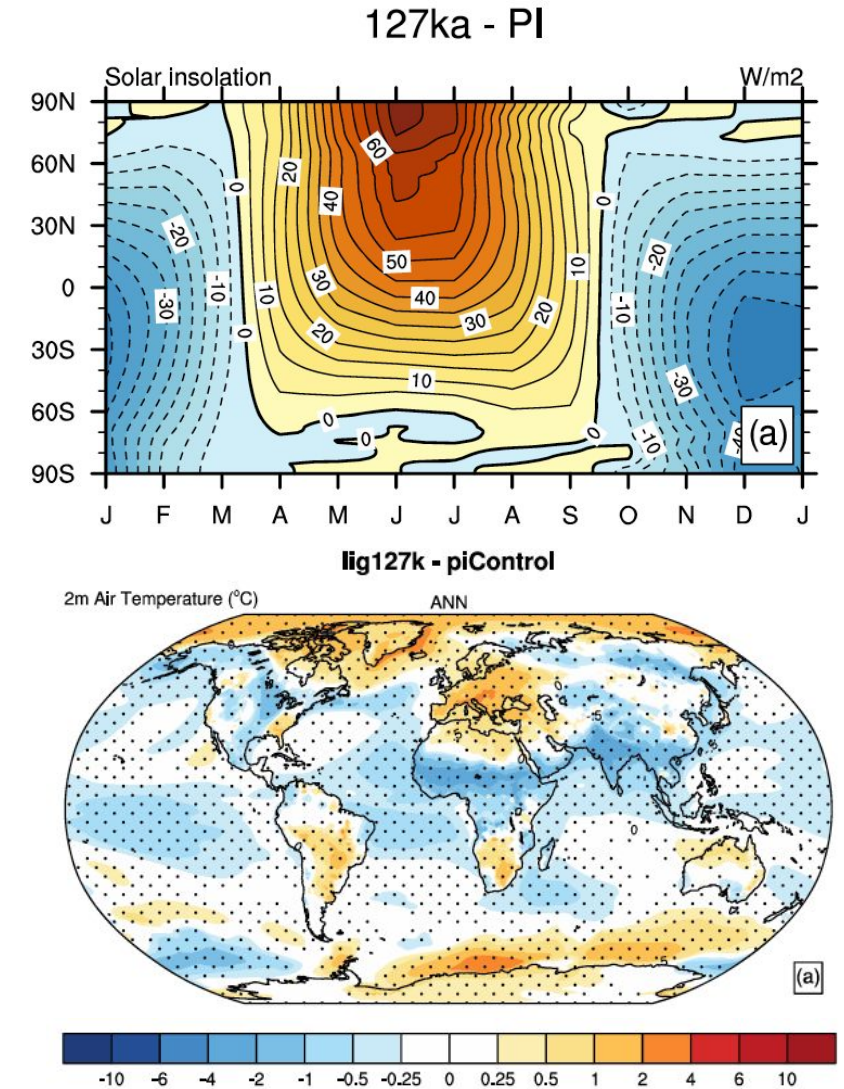 127ka - PI
Solar insolation W/m2
90N
60N
30N
0
30S
60S
90S
0 20 40 60 0
-20 -20
-30 -10 10 30 50 40 10 -10
0 20 30 20 -30
10
0 0 0 -10
(a)
J F M A M J J A S O N D J
lig127k - piControl
2m Air Temperature (°C) ANN
(a)
-10 -6 -4 -2 -1 -0.5 -0.25 0 0.25 0.5 1 2 4 6 10